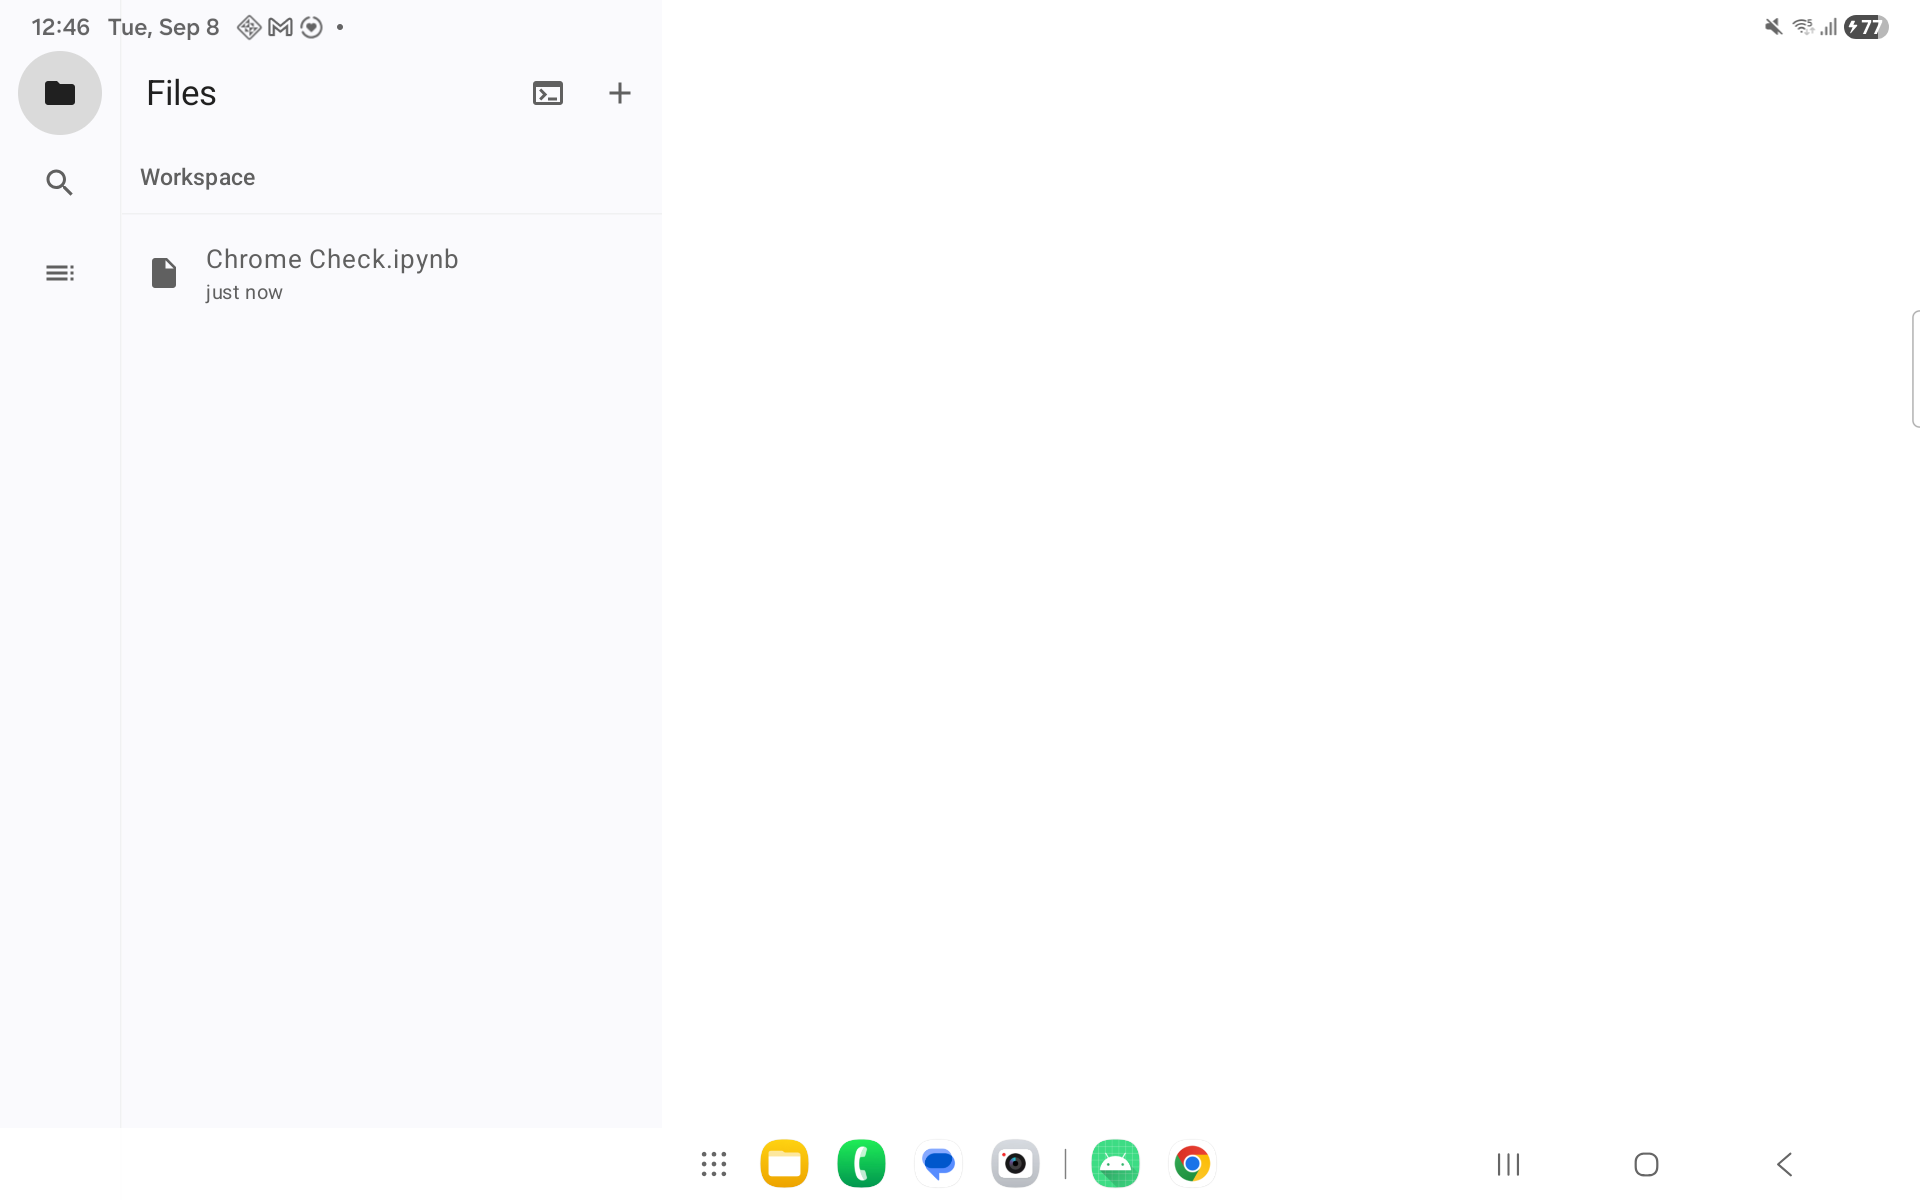 12:46 Tue, Sep 8
77
Files
Workspace
Chrome Check.ipynb
just now